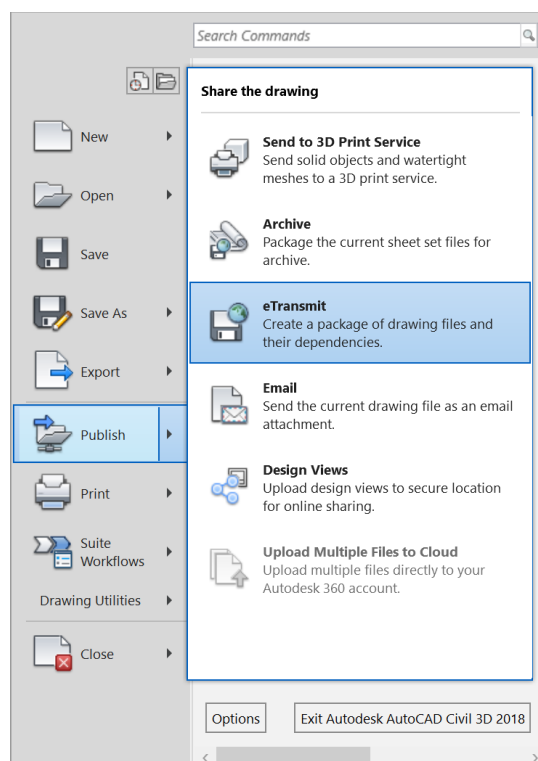 Search Commands
Share the drawing
New
Open
Save
Save As
Export
Publish
Print
Suite
Workflows
Drawing Utilities
Close
Send to 3D Print Service
Send solid objects and watertight
meshes to a 3D print service.
Archive
Package the current sheet set files for
archive.
eTransmit
Create a package of drawing files and
their dependencies.
Email
Send the current drawing file as an email
attachment.
Design Views
Upload design views to secure location
for online sharing.
Upload Multiple Files to Cloud
Upload multiple files directly to your
Autodesk 360 account.
Options
Exit Autodesk AutoCAD Civil 3D 2018